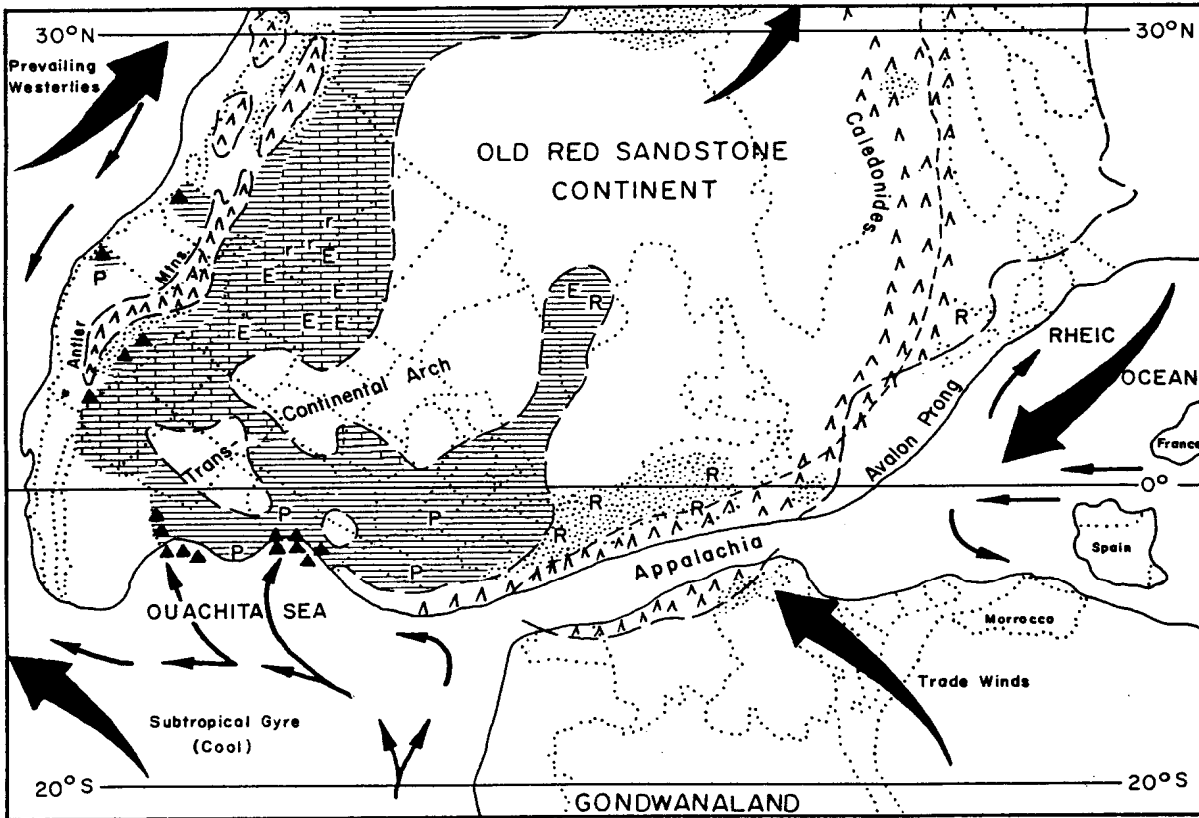 30°N
30°N
Prevailing
Westerlies
OLD RED SANDSTONE
CONTINENT
Caledonides
r
r r
E E
E
E E E
E
R
P
Mtns.
Antler
R
RHEIC
OCEAN
Continental Arch
Trans.
Avalon Prong
France
0°
R
R
R
R
P
P
P
P
Spain
Appalachia
OUACHITA SEA
Morrocco
Trade Winds
Subtropical Gyre
(Cool)
20°S
20°S
GONDWANALAND